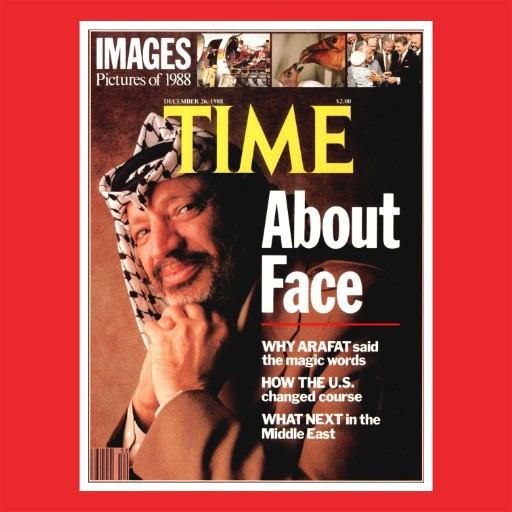 IMAGES
Pictures of 1988
DECEMBER 26, 1988
$2.00
TIME
About
Face
WHY ARAFAT said
the magic words
HOW THE U.S.
changed course
WHAT NEXT in the
Middle East